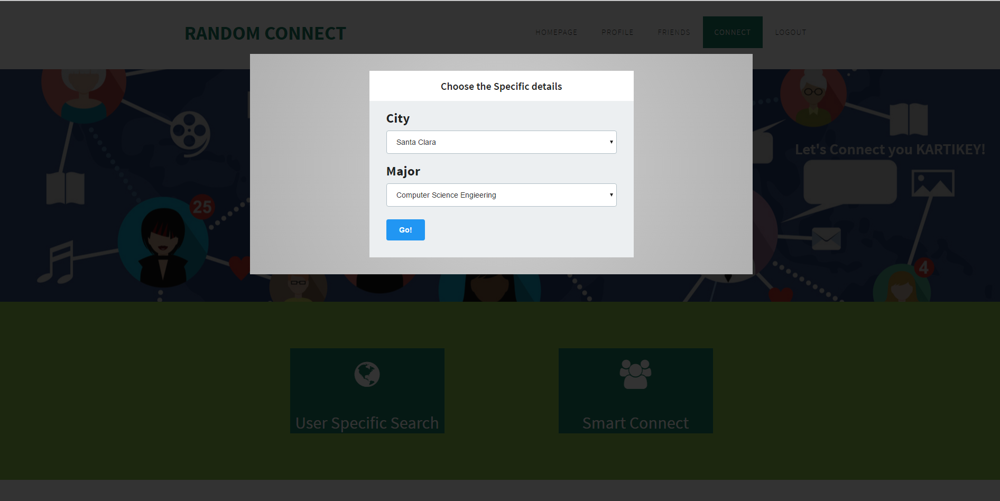 RANDOM CONNECT
HOMEPAGE PROFILE FRIENDS CONNECT LOGOUT
Choose the Specific details
City
Santa Clara
Let's Connect you KARTIKEY!
Major
Computer Science Engieering
25
Go!
4
User Specific Search
Smart Connect